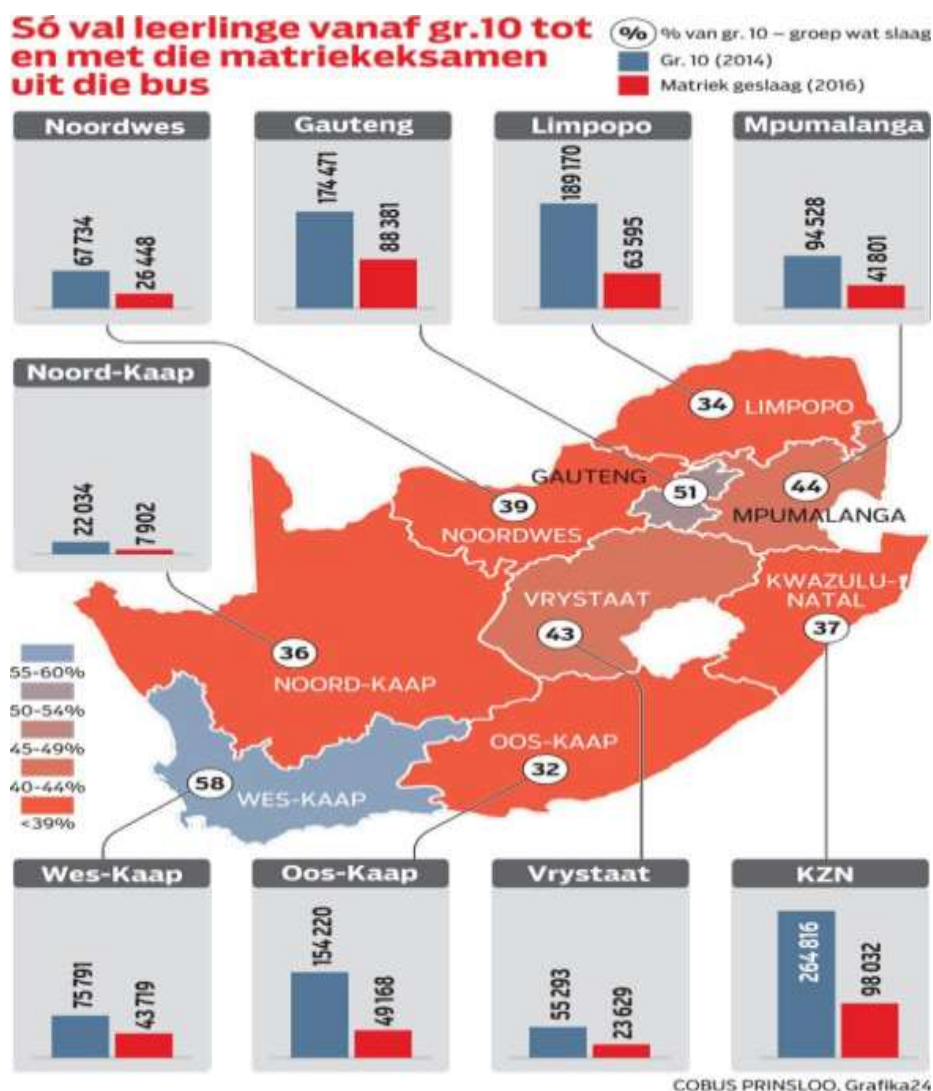 Só val leerlinge vanaf gr.10 tot
en met die matriekeksamen
uit die bus
% % van gr. 10 – groep wat slaag
Gr. 10 (2014)
Matriek geslaag (2016)
Noordwes
67 734
26 448
Gauteng
174 471
88 381
Limpopo
189 170
63 595
Mpumalanga
94 528
41 801
Noord-Kaap
22 034
7 902
34 LIMPOPO
GAUTENG
51
44
MPUMALANGA
39
NOORDWES
KWAZULU-
NATAL
37
VRYSTAAT
43
36
NOORD-KAAP
OOS-KAAP
32
58
WES-KAAP
55-60%
50-54%
45-49%
40-44%
<39%
Wes-Kaap
75 791
43 719
Oos-Kaap
154 220
49 168
Vrystaat
55 293
23 629
KZN
264 816
98 032
COBUS PRINSLOO, Grafika24